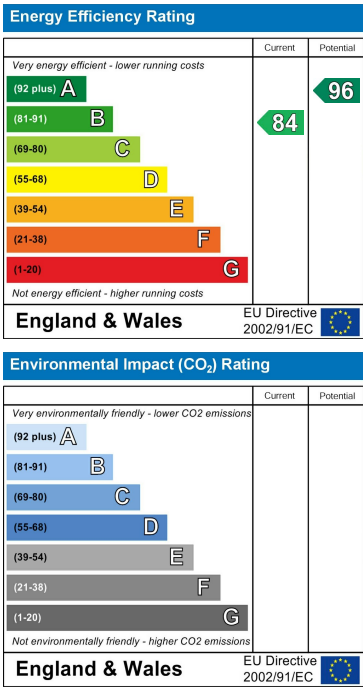 Energy Efficiency Rating
Current Potential
Very energy efficient - lower running costs
(92 plus) A
(81-91) B
(69-80) C
(55-68) D
(39-54) E
(21-38) F
(1-20) G
84
96
Not energy efficient - higher running costs
England & Wales
EU Directive
2002/91/EC
Environmental Impact (CO₂) Rating
Current Potential
Very environmentally friendly - lower CO2 emissions
(92 plus) A
(81-91) B
(69-80) C
(55-68) D
(39-54) E
(21-38) F
(1-20) G
Not environmentally friendly - higher CO2 emissions
England & Wales
EU Directive
2002/91/EC